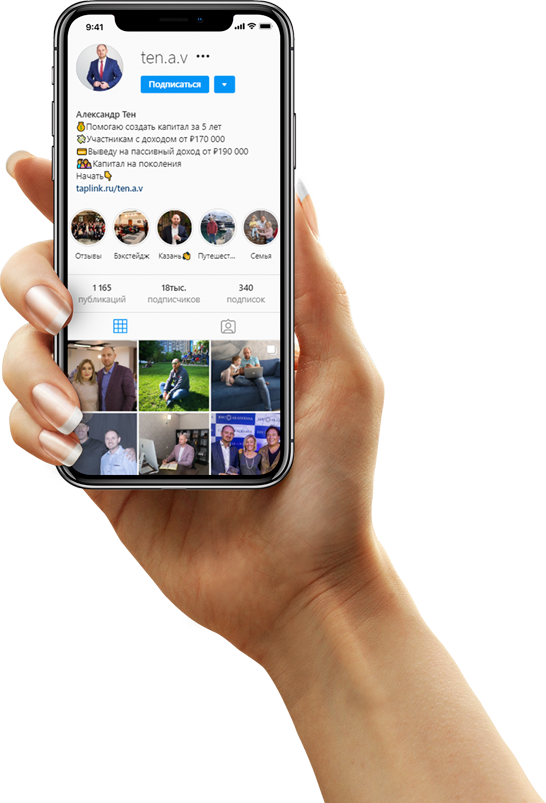 9:41
ten.a.v •••
Подписаться
Александр Тен
💰Помогаю создать капитал за 5 лет
💥Участникам с доходом от ₽170 000
💳Выведу на пассивный доход от ₽190 000
👨‍👩‍👧Капитал на поколения
Начать👇
taplink.ru/ten.a.v
Отзывы Бэкстейдж Казань👏 Путешест... Семья
1 165 18тыс. 340
публикаций подписчиков подписок